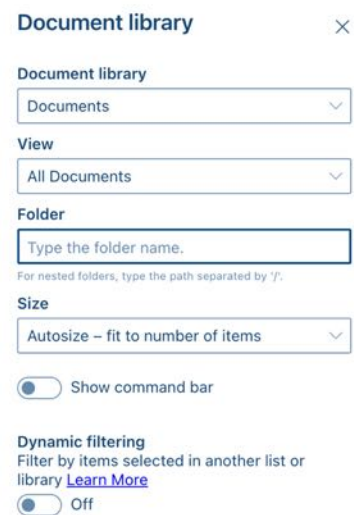 Document library
Document library
Documents
View
All Documents
Folder
Type the folder name.
For nested folders, type the path separated by '/'.
Size
Autosize – fit to number of items
Show command bar
Dynamic filtering
Filter by items selected in another list or
library Learn More
Off